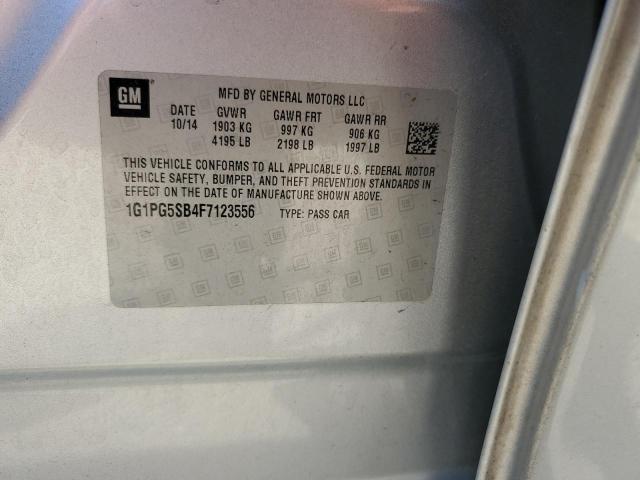 GM
MFD BY GENERAL MOTORS LLC
DATE GVWR GAWR FRT GAWR RR
10/14 1903 KG 997 KG 906 KG
4195 LB 2198 LB 1997 LB
THIS VEHICLE CONFORMS TO ALL APPLICABLE U.S. FEDERAL MOTOR
VEHICLE SAFETY, BUMPER, AND THEFT PREVENTION STANDARDS IN
EFFECT ON THE DATE OF MANUFACTURE SHOWN ABOVE.
1G1PG5SB4F7123556 TYPE: PASS CAR